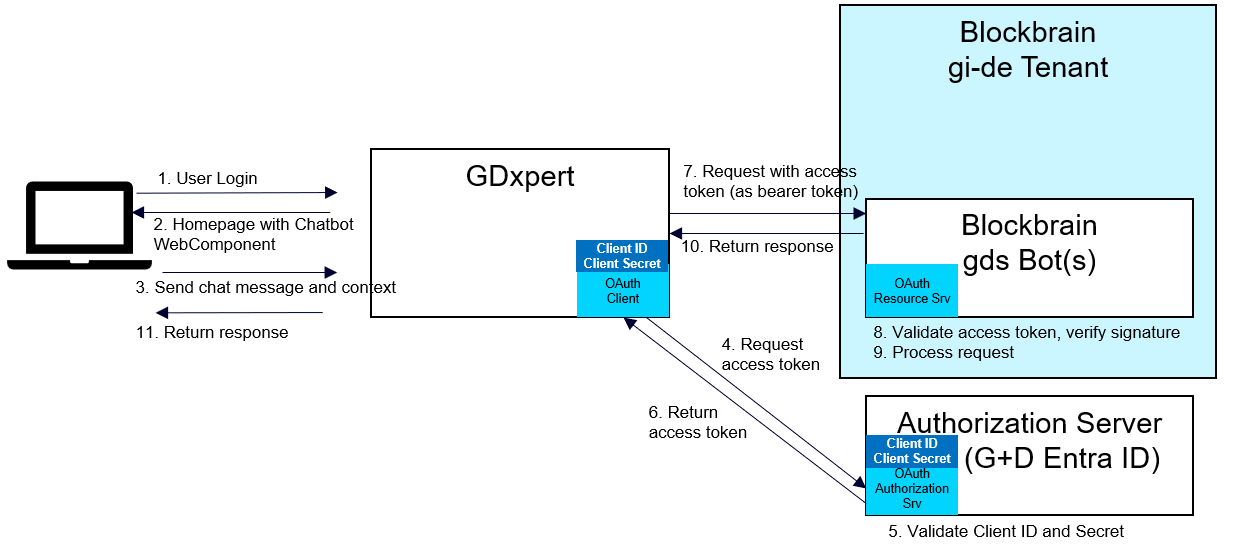 Blockbrain
gi-de Tenant
GDxpert
1. User Login
2. Homepage with Chatbot
WebComponent
3. Send chat message and context
11. Return response
Client ID
Client Secret
OAuth
Client
7. Request with access
token (as bearer token)
10. Return response
Blockbrain
gds Bot(s)
OAuth
Resource Srv
8. Validate access token, verify signature
9. Process request
4. Request
access token
6. Return
access token
Authorization Server
(G+D Entra ID)
Client ID
Client Secret
OAuth
Authorization
Srv
5. Validate Client ID and Secret